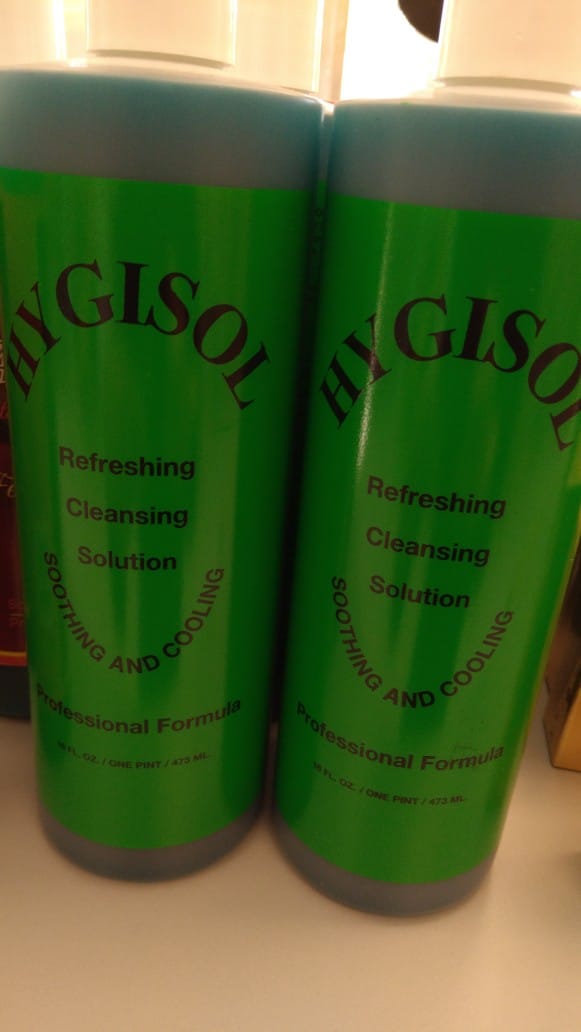 HYGISOL
Refreshing
Cleansing
Solution
SOOTHING AND COOLING
Professional Formula
16 FL. OZ. / ONE PINT / 473 ML.
HYGISOL
Refreshing
Cleansing
Solution
SOOTHING AND COOLING
Professional Formula
16 FL. OZ. / ONE PINT / 473 ML.